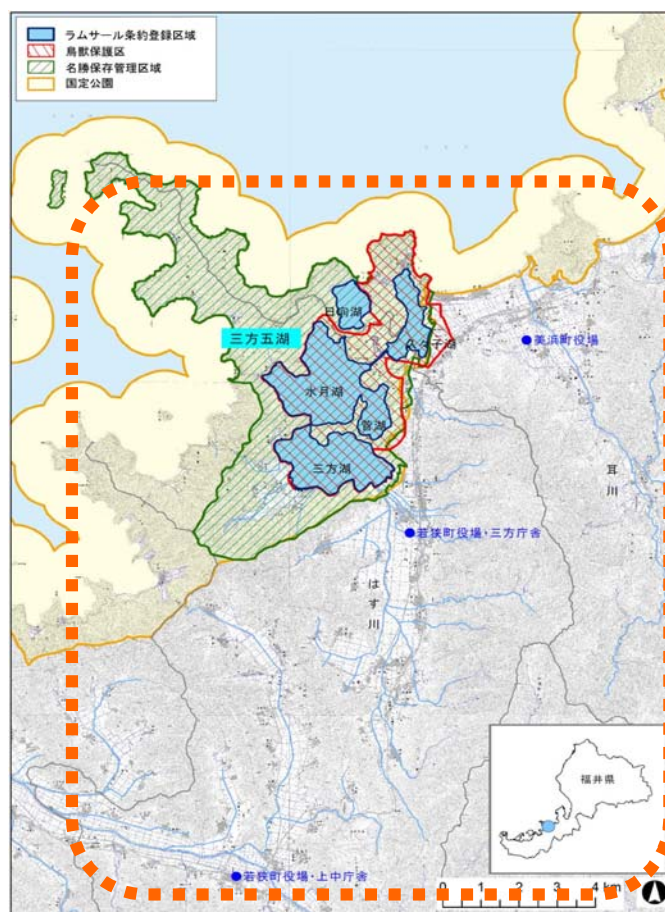 ラムサール条約登録区域
鳥獣保護区
名勝保存管理区域
国定公園
日向湖
三方五湖
久々子湖
美浜町役場
水月湖
菅湖
三方湖
耳川
若狭町役場・三方庁舎
はす川
福井県
若狭町役場・上中庁舎
0 1 2 3 4 km